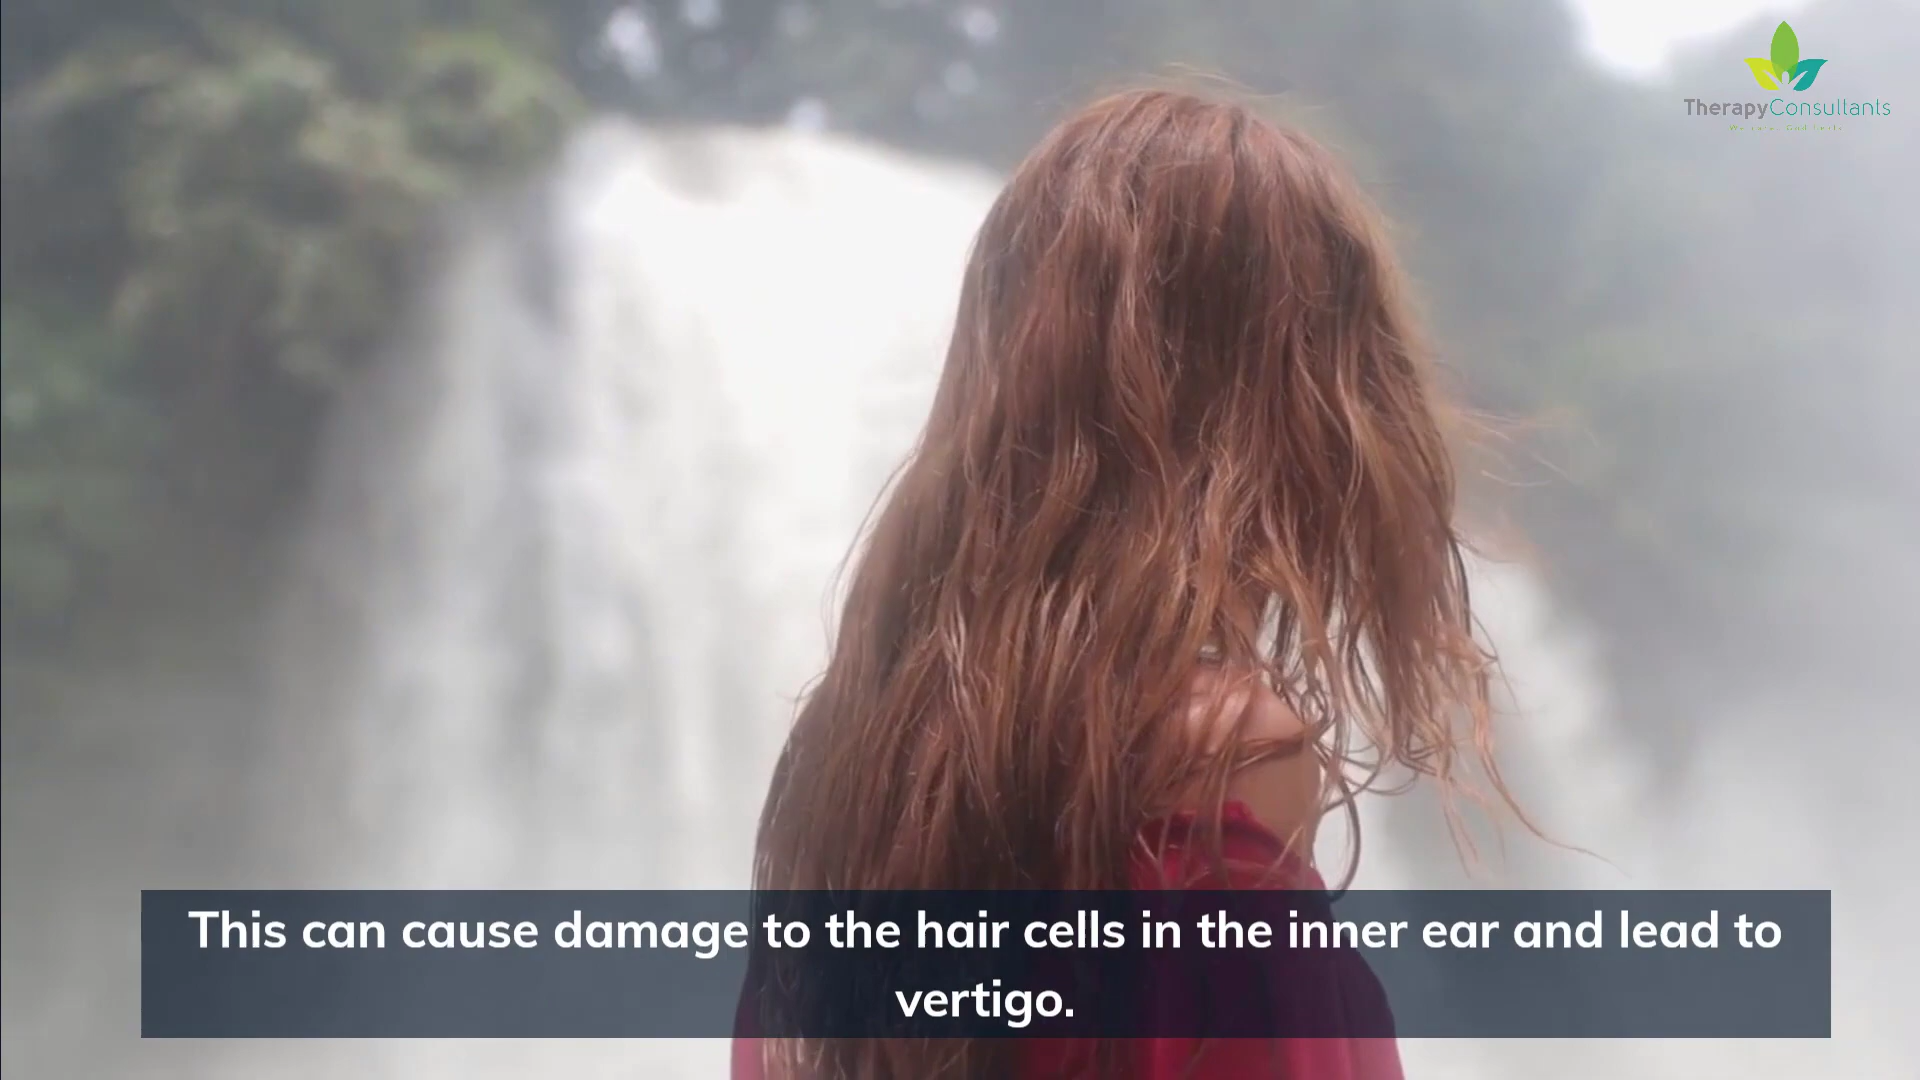 TherapyConsultants
This can cause damage to the hair cells in the inner ear and lead to
vertigo.